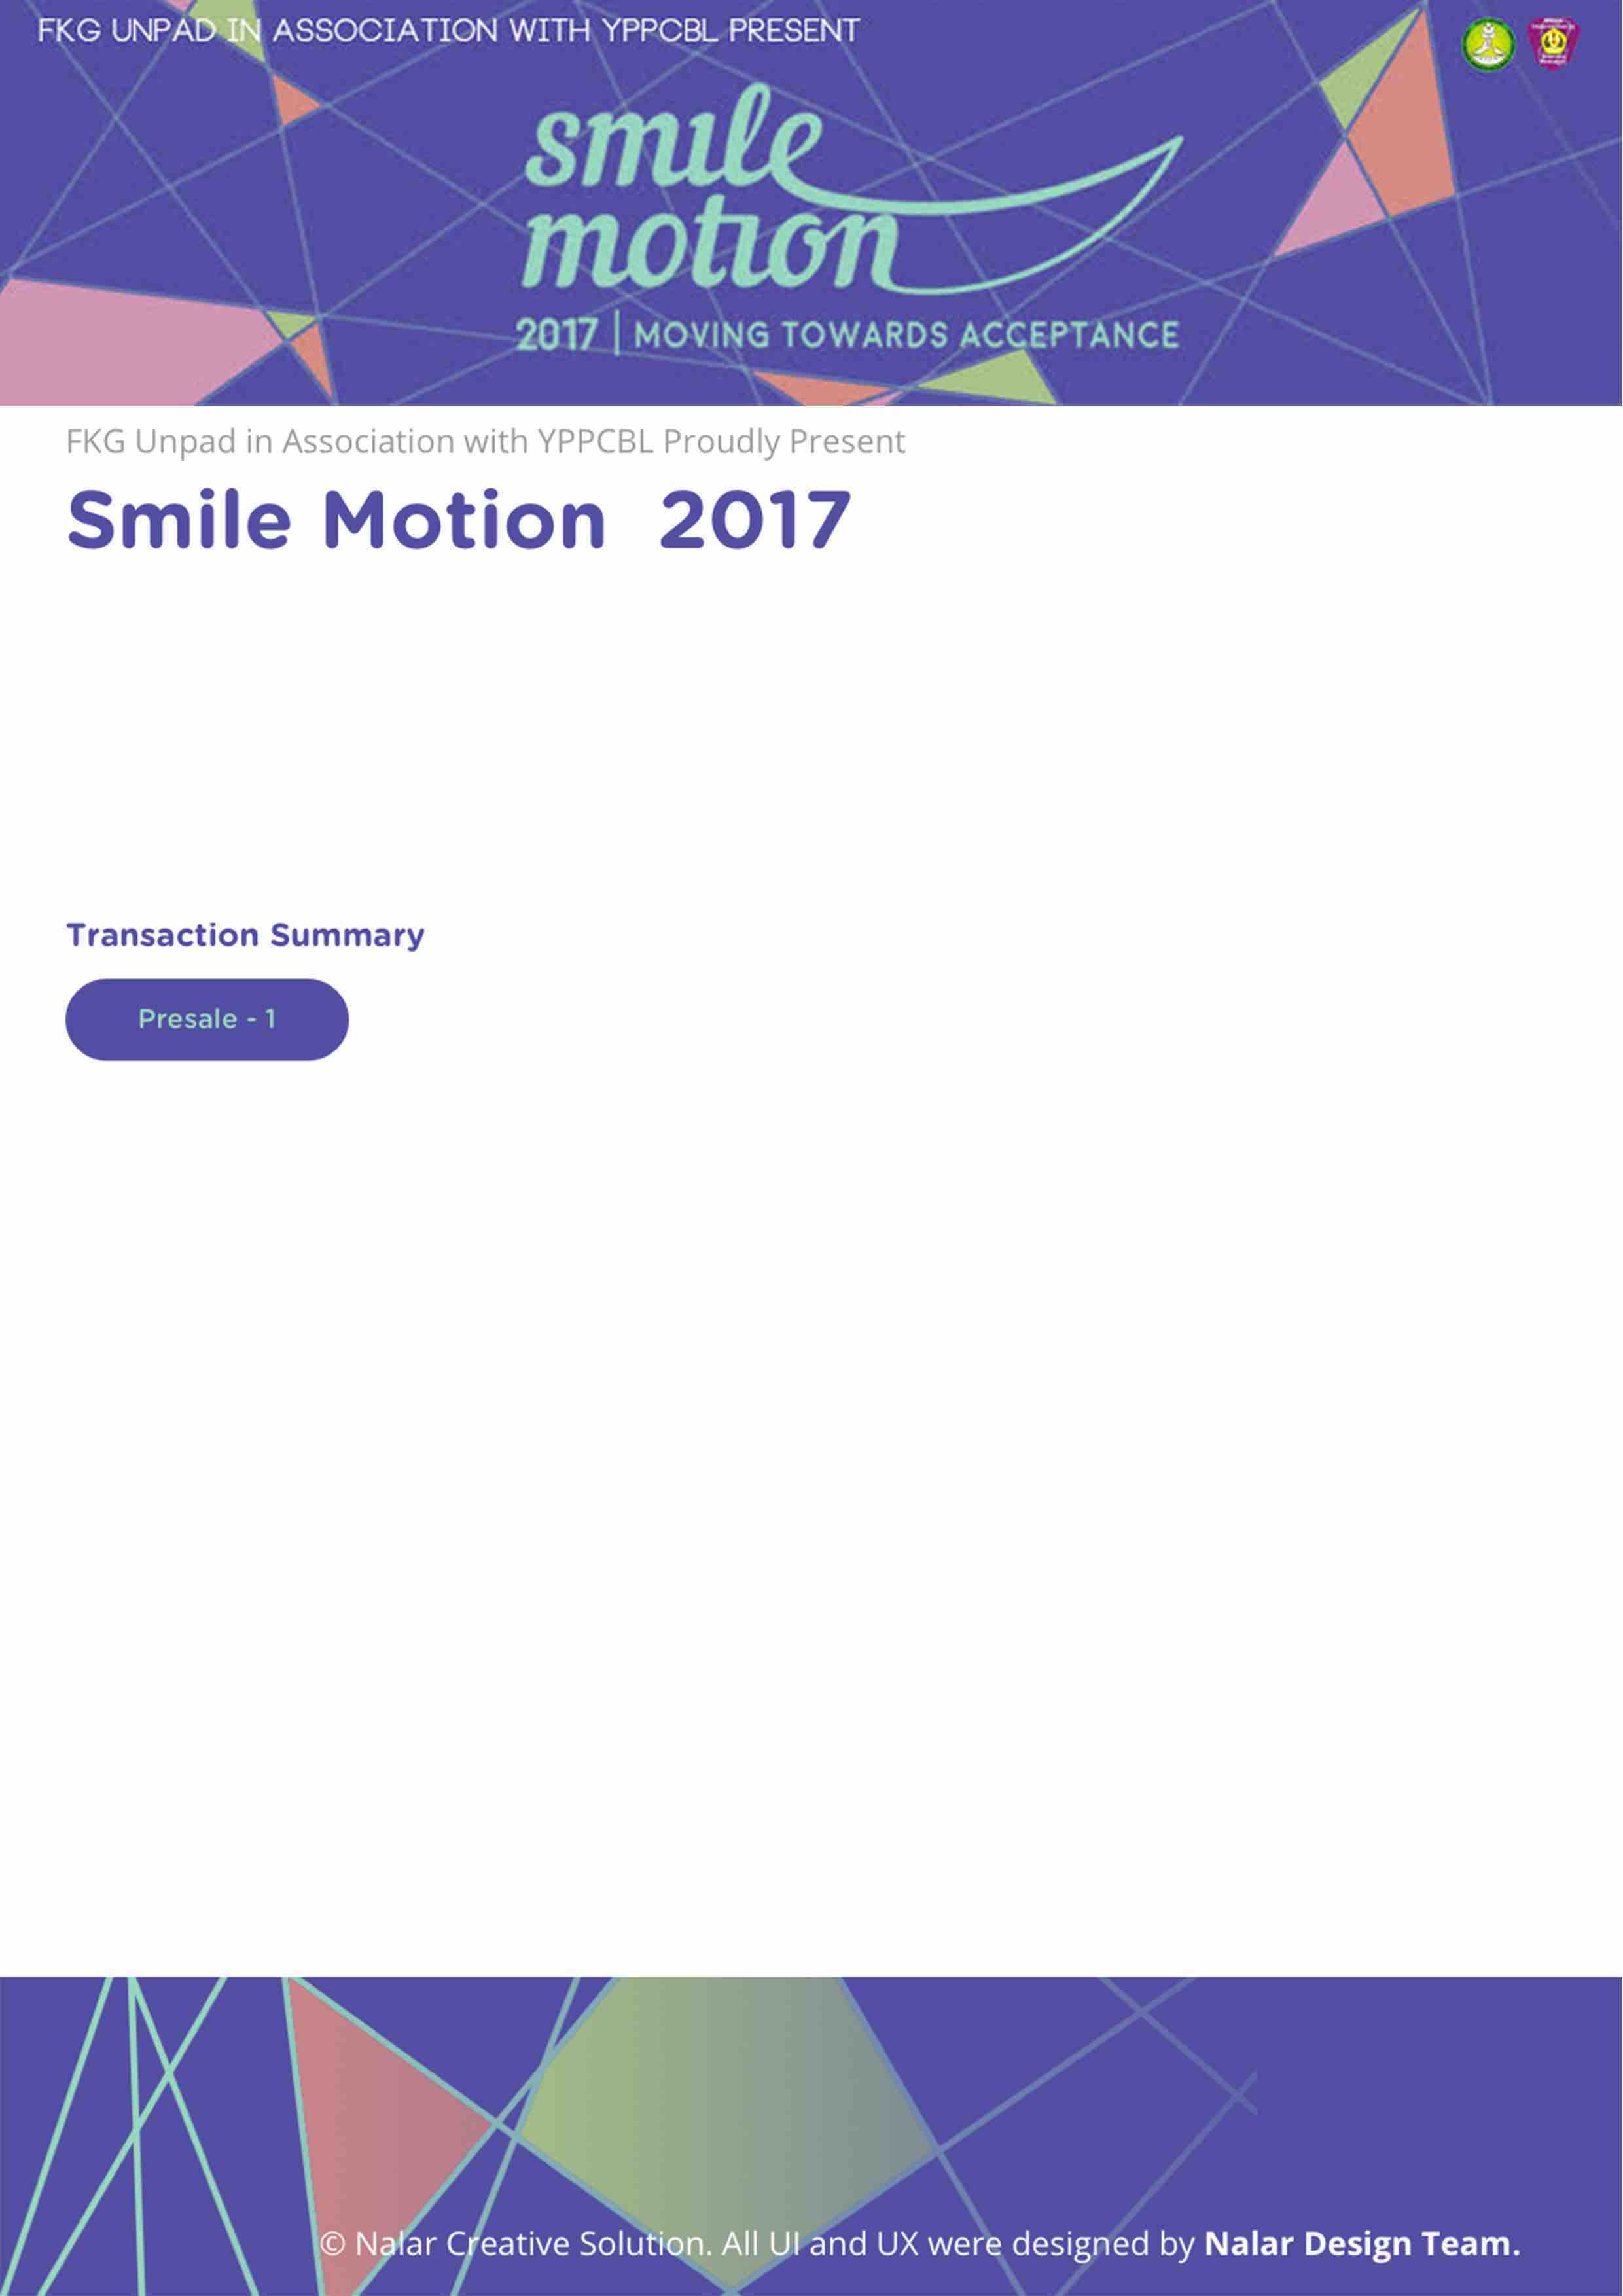 FKG UNPAD IN ASSOCIATION WITH YPPCBL PRESENT
smile
motion
2017 | MOVING TOWARDS ACCEPTANCE
FKG Unpad in Association with YPPCBL Proudly Present
Smile Motion 2017
Transaction Summary
Presale - 1
© Nalar Creative Solution. All UI and UX were designed by Nalar Design Team.